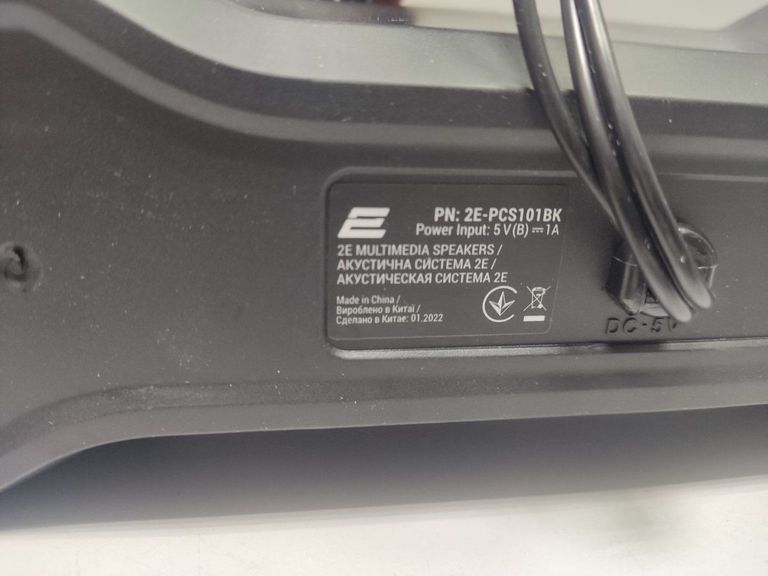 2E
PN: 2E-PCS101BK
Power Input: 5 V(B) ⎓ 1A
2E MULTIMEDIA SPEAKERS /
АКУСТИЧНА СИСТЕМА 2E /
АКУСТИЧЕСКАЯ СИСТЕМА 2E
Made in China /
Вироблено в Китаї /
Сделано в Китае: 01.2022
DC-5V